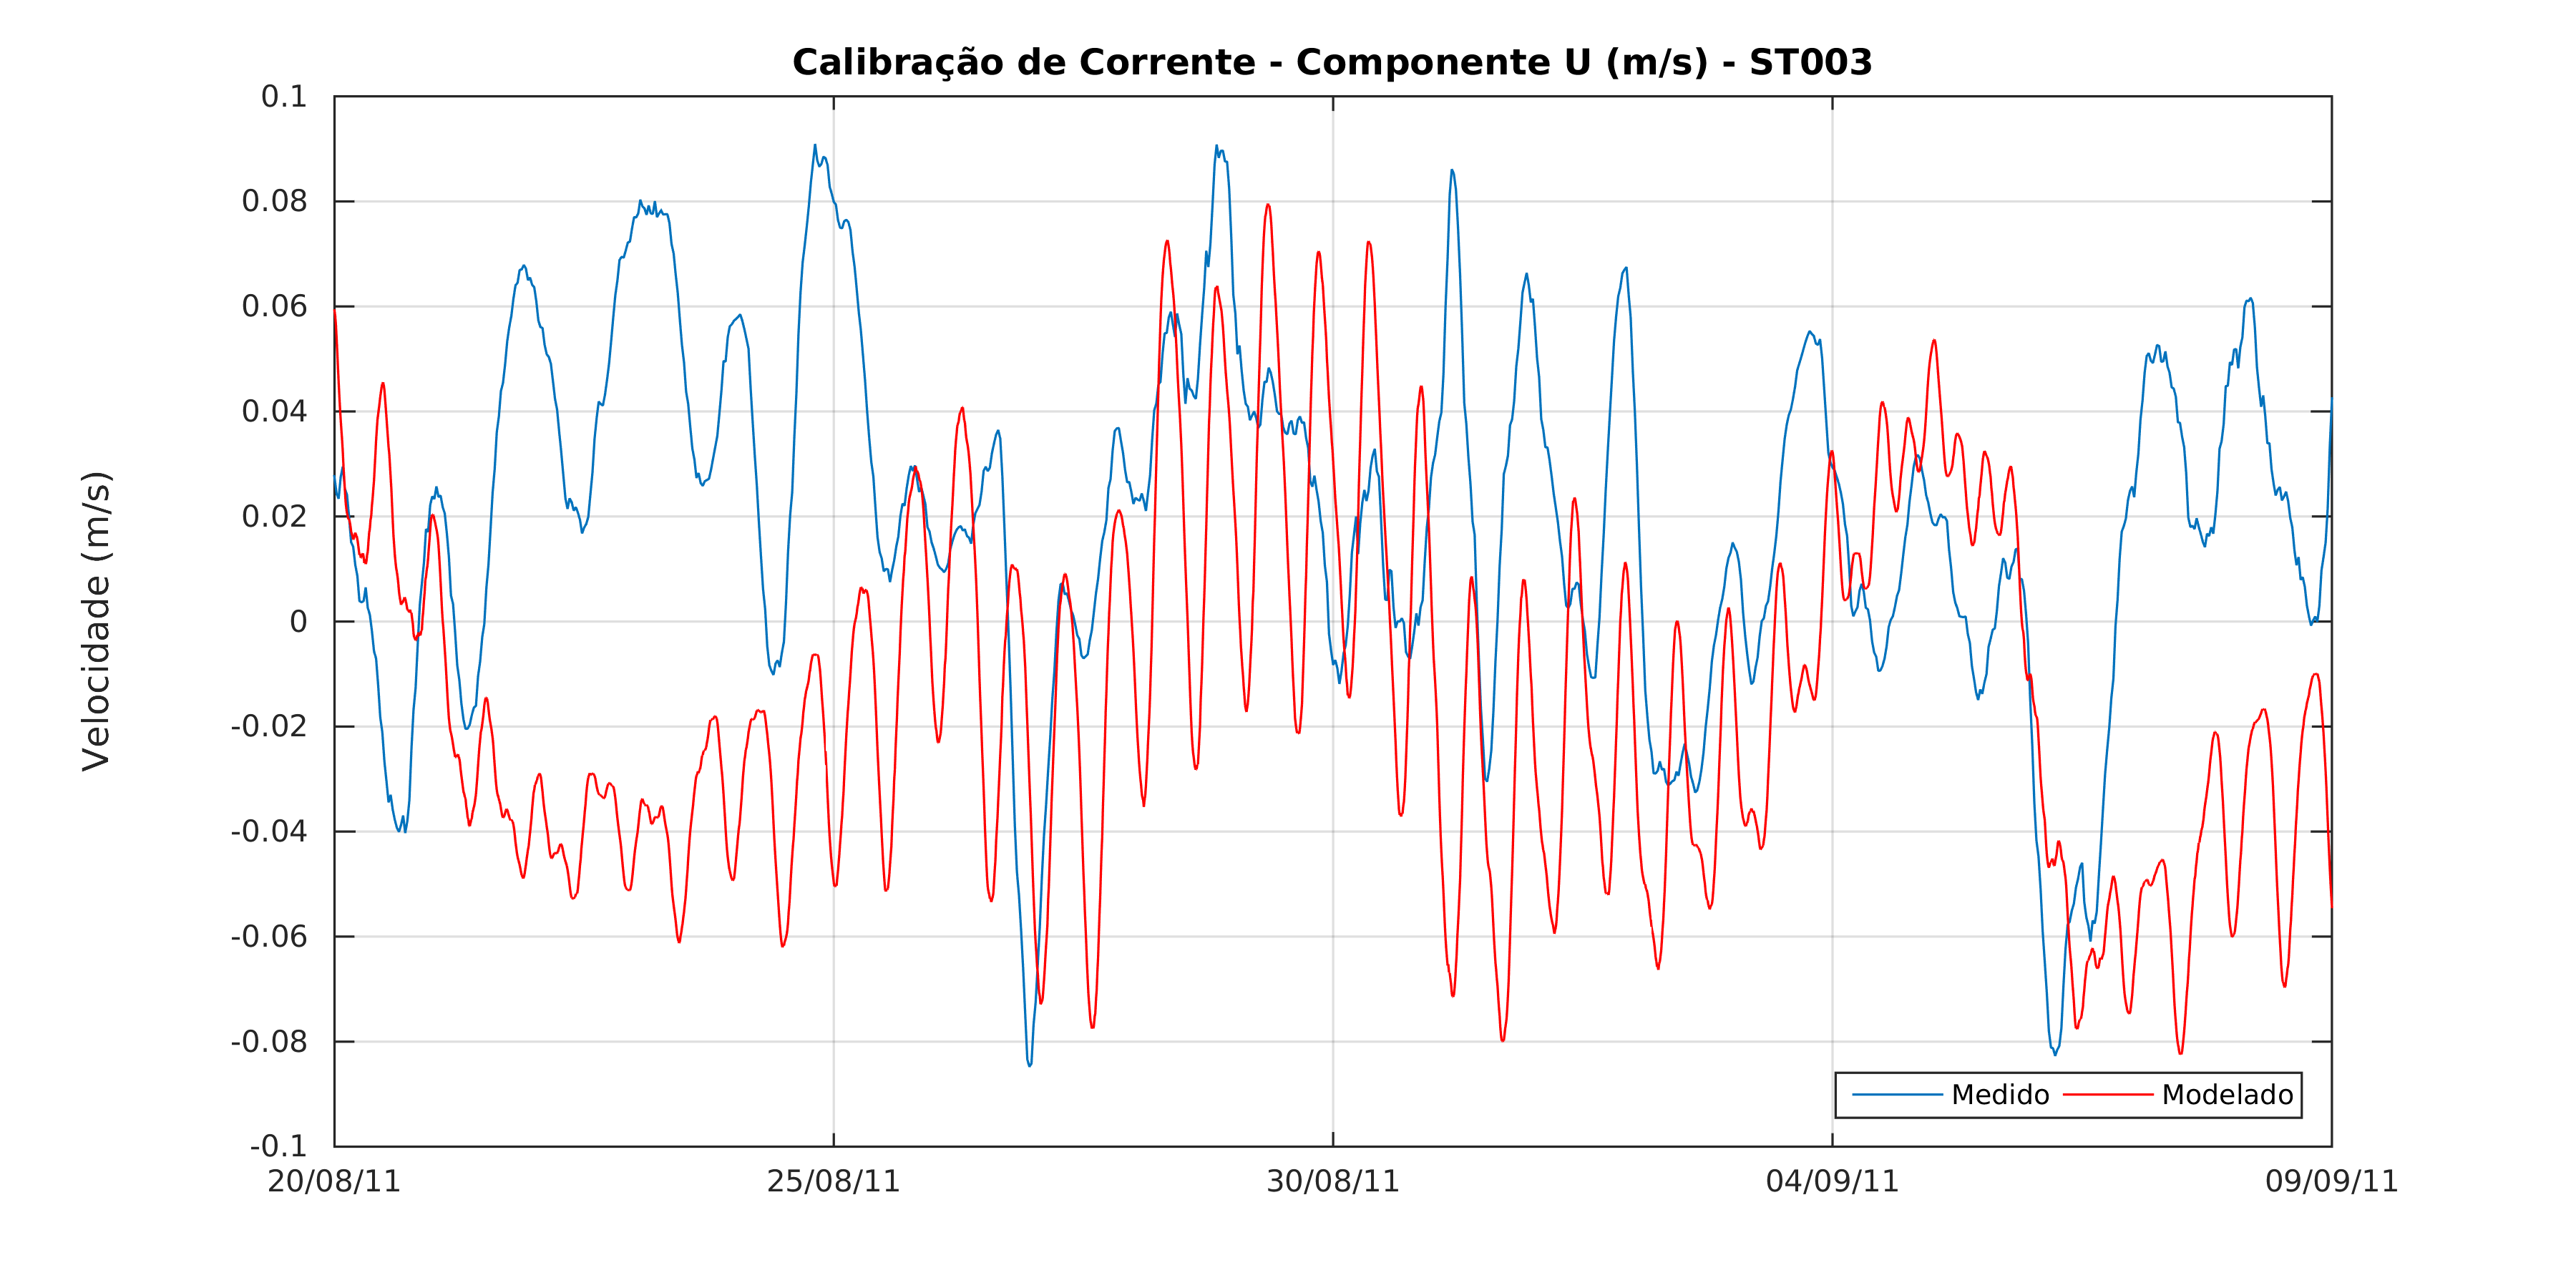 Calibração de Corrente - Componente U (m/s) - ST003
Velocidade (m/s)
0.1
0.08
0.06
0.04
0.02
0
-0.02
-0.04
-0.06
-0.08
-0.1
20/08/11 25/08/11 30/08/11 04/09/11 09/09/11
Medido Modelado